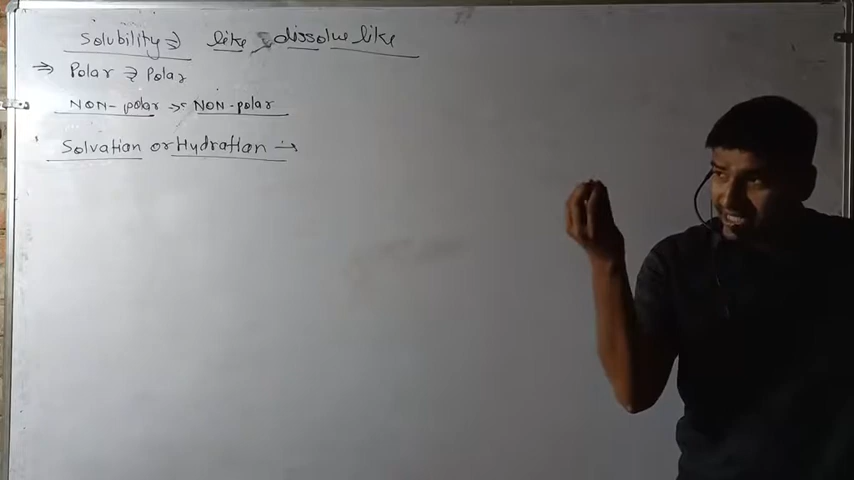 Solubility ⇒ like dissolve like
⇒ Polar ⇒ Polar
NON-polar → NON-polar
Solvation or Hydration →